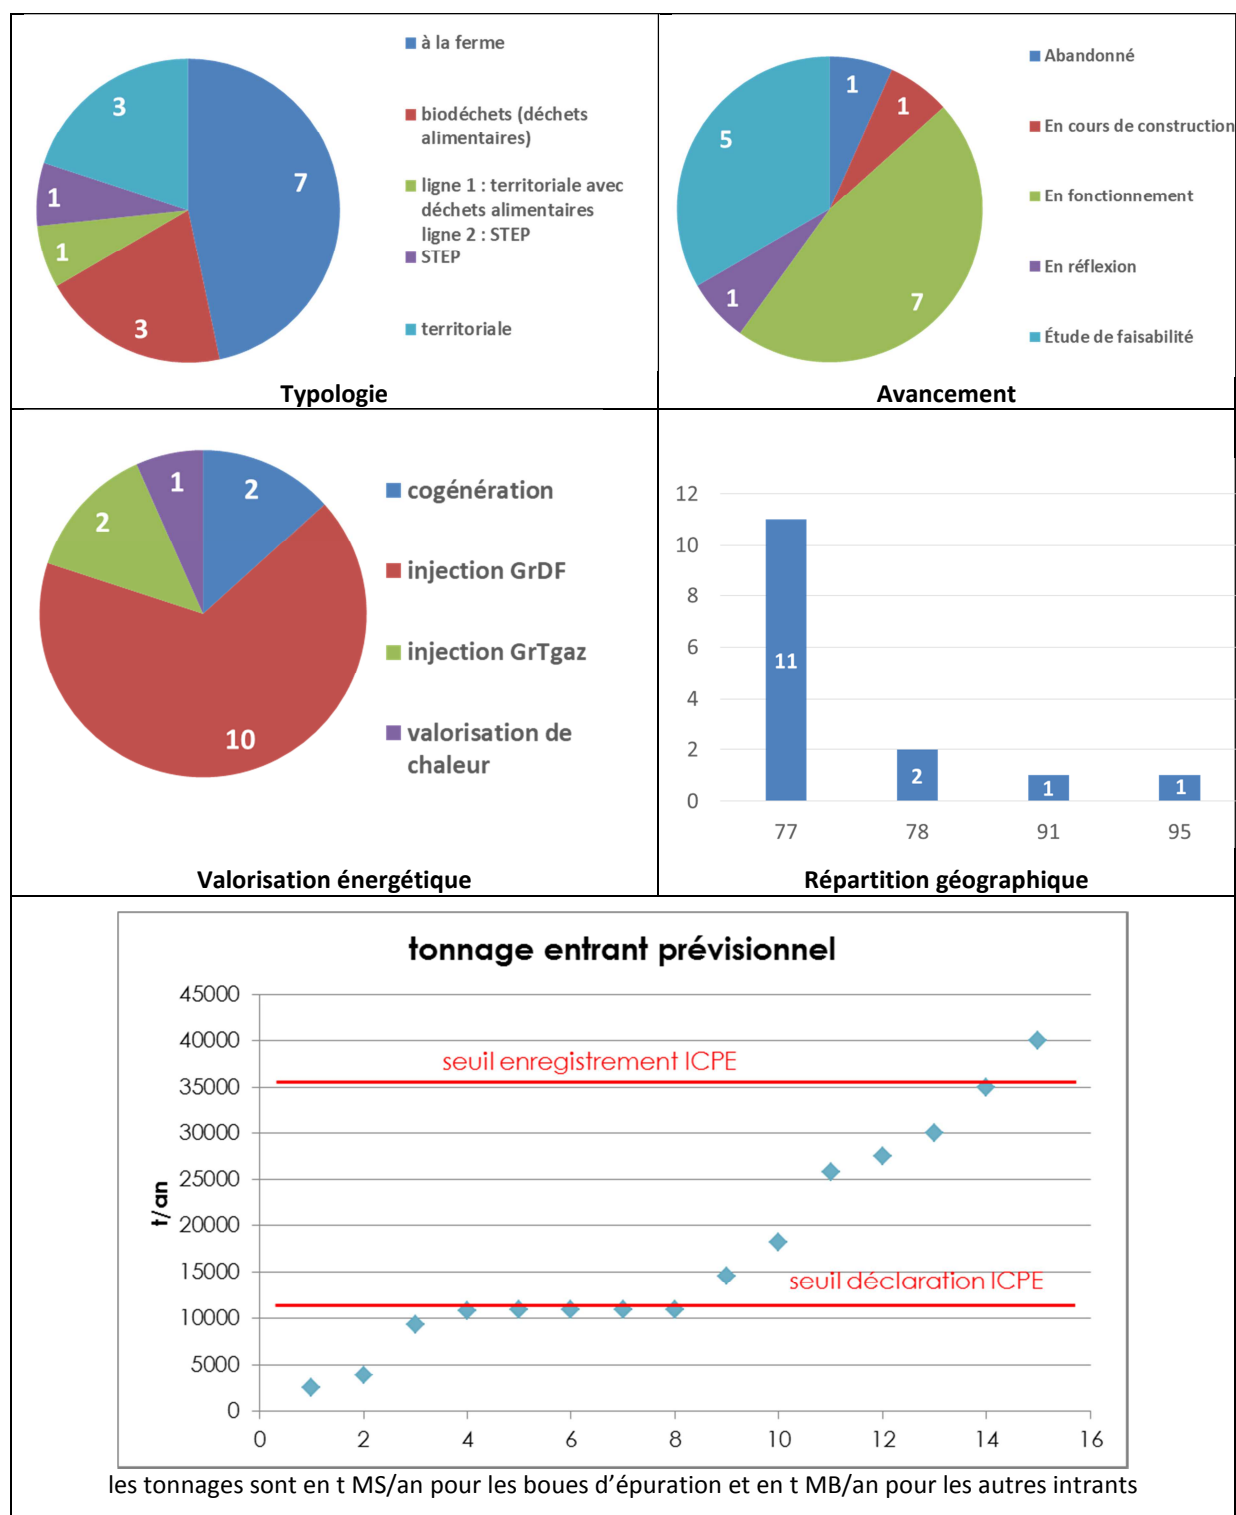 à la ferme
biodéchets (déchets
alimentaires)
ligne 1 : territoriale avec
déchets alimentaires
ligne 2 : STEP
STEP
territoriale
7
3
1
1
3
Typologie
Abandonné
En cours de construction
En fonctionnement
En réflexion
Étude de faisabilité
1
1
7
1
5
Avancement
cogénération
injection GrDF
injection GrTgaz
valorisation de
chaleur
2
10
2
1
Valorisation énergétique
12
10
8
6
4
2
0
11
2
1
1
77 78 91 95
Répartition géographique
tonnage entrant prévisionnel
45000
40000
35000
30000
25000
20000
15000
10000
5000
0
t/an
seuil enregistrement ICPE
seuil déclaration ICPE
0 2 4 6 8 10 12 14 16
les tonnages sont en t MS/an pour les boues d’épuration et en t MB/an pour les autres intrants